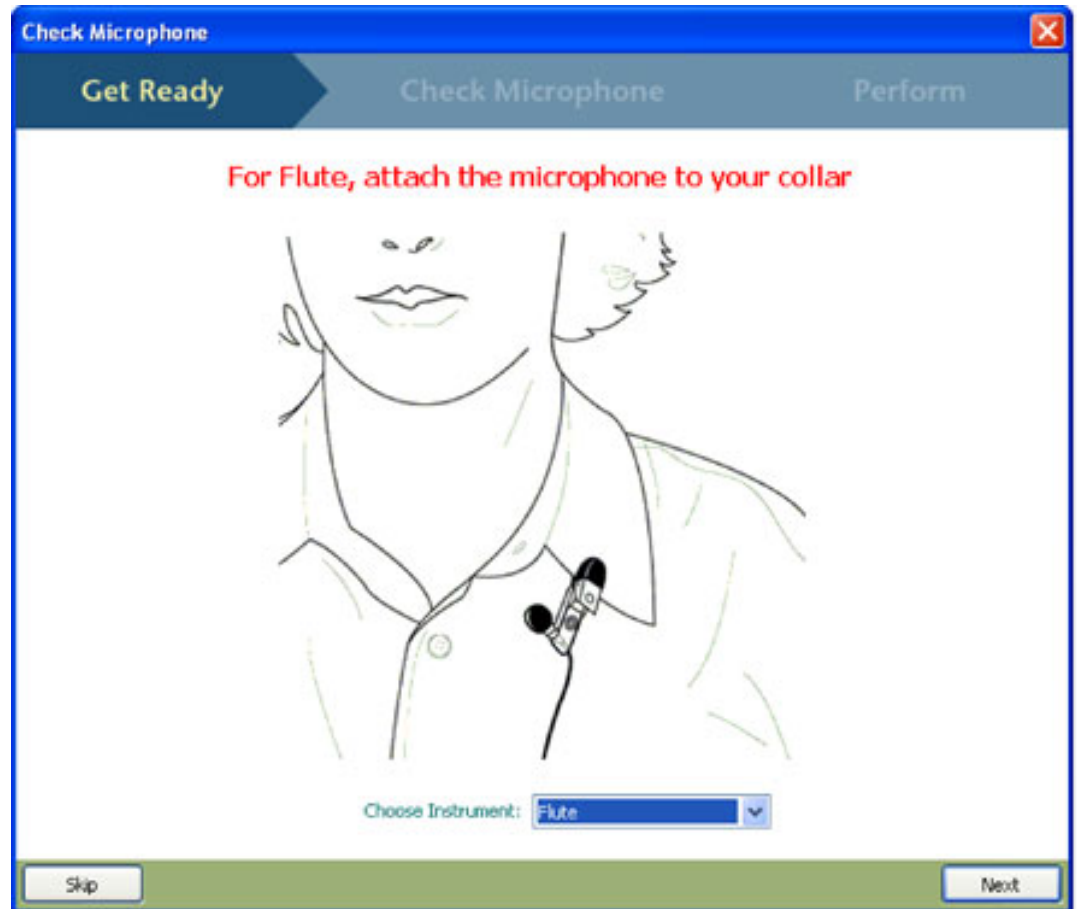 Check Microphone
Get Ready Check Microphone Perform
For Flute, attach the microphone to your collar
Choose Instrument: Flute
Skip Next